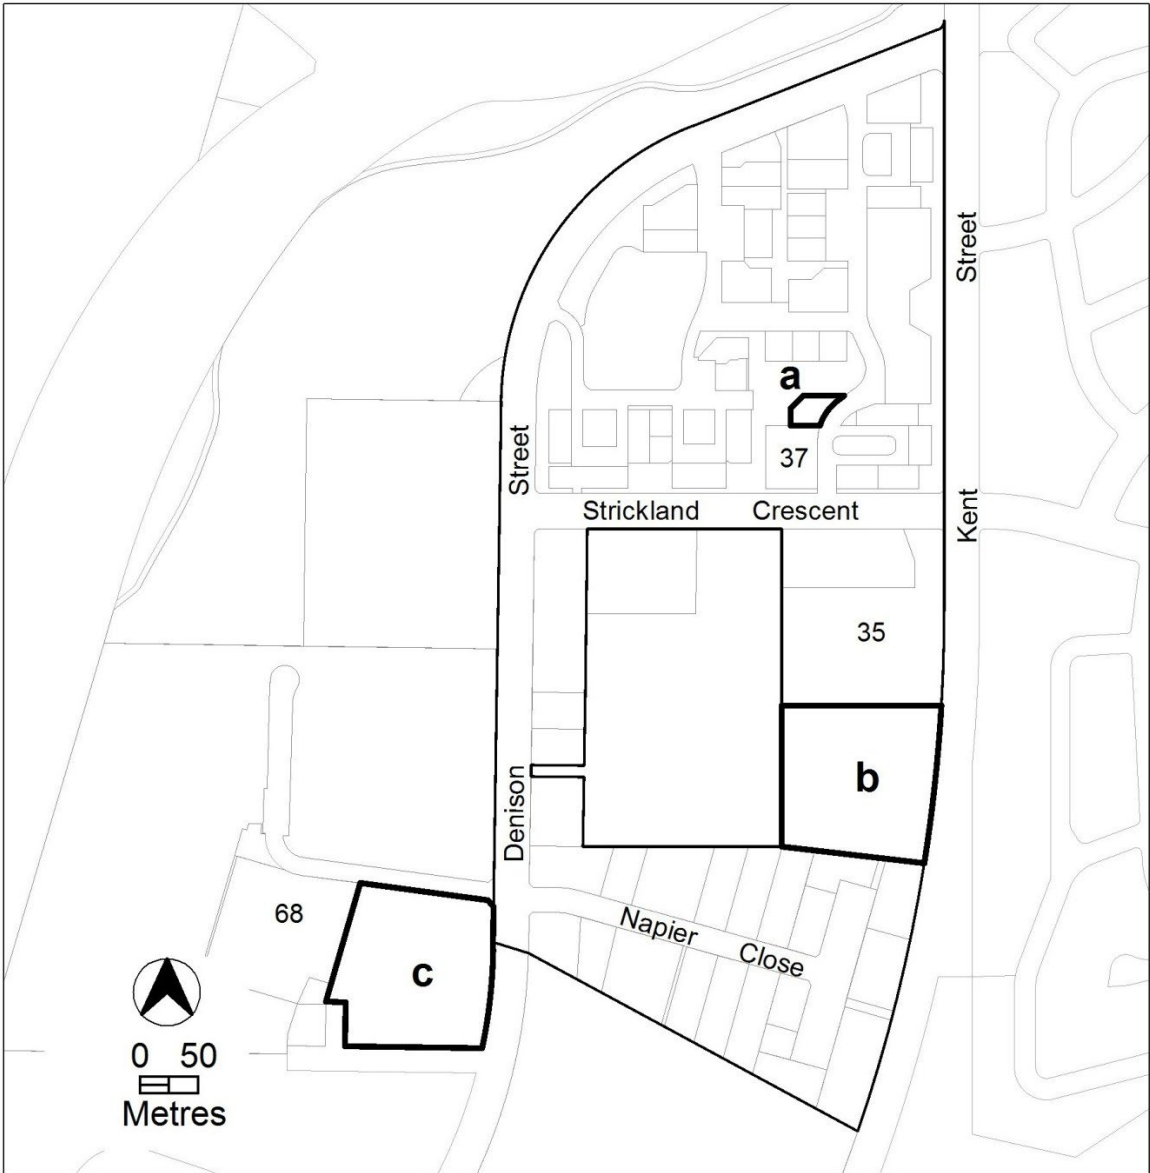 Street
a
Street
37
Kent
Strickland Crescent
35
b
Denison
68
Napier Close
c
0 50
Metres